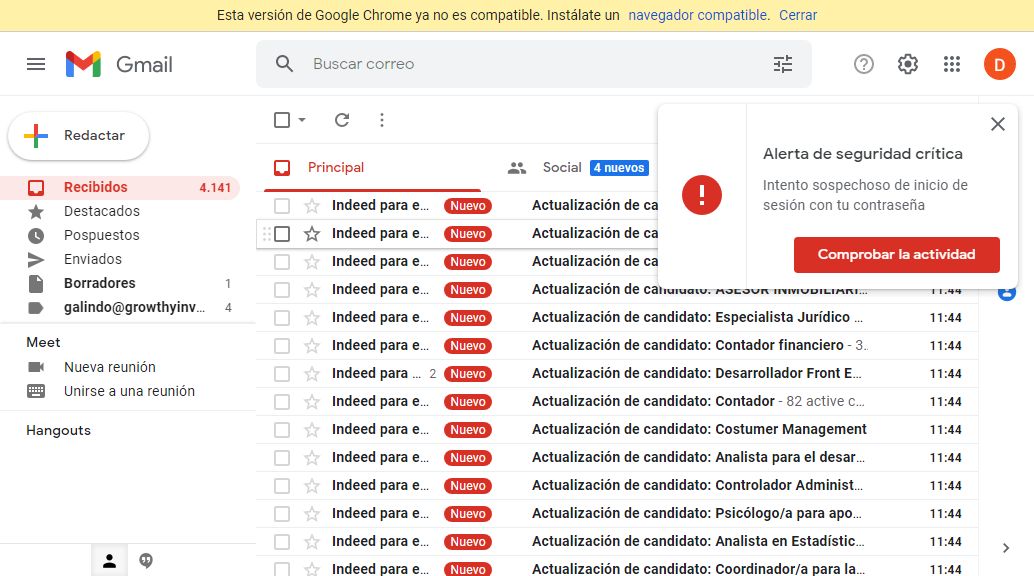 Esta versión de Google Chrome ya no es compatible. Instálate un navegador compatible. Cerrar
Gmail
Buscar correo
D
Redactar
Recibidos 4.141
Destacados
Pospuestos
Enviados
Borradores 1
galindo@growthyinv... 4
Meet
Nueva reunión
Unirse a una reunión
Hangouts
Principal
Social 4 nuevos
Alerta de seguridad crítica
Intento sospechoso de inicio de
sesión con tu contraseña
Comprobar la actividad
Indeed para e... Nuevo Actualización de ca
Indeed para e... Nuevo Actualización de ca
Indeed para e... Nuevo Actualización de ca
Indeed para e... Nuevo Actualización de candidato: ASESOR INMOBILIARI... 11:44
Indeed para e... Nuevo Actualización de candidato: Especialista Jurídico ... 11:44
Indeed para e... Nuevo Actualización de candidato: Contador financiero - 3.. 11:44
Indeed para ... 2 Nuevo Actualización de candidato: Desarrollador Front E... 11:44
Indeed para e... Nuevo Actualización de candidato: Contador - 82 active c... 11:44
Indeed para e... Nuevo Actualización de candidato: Costumer Management 11:44
Indeed para e... Nuevo Actualización de candidato: Analista para el desar... 11:44
Indeed para e... Nuevo Actualización de candidato: Controlador Administ... 11:44
Indeed para e... Nuevo Actualización de candidato: Psicólogo/a para apo... 11:44
Indeed para e... Nuevo Actualización de candidato: Analista en Estadístic... 11:44
Indeed para e... Nuevo Actualización de candidato: Coordinador/a para la... 11:44